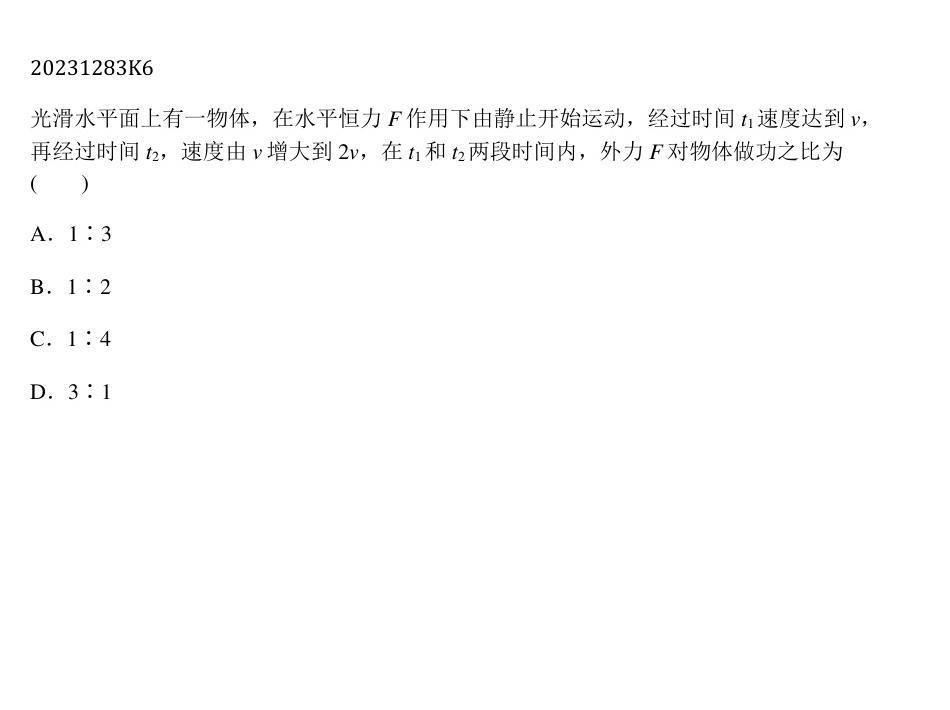 20231283K6
光滑水平面上有一物体，在水平恒力 F 作用下由静止开始运动，经过时间 t₁ 速度达到 v，
再经过时间 t₂，速度由 v 增大到 2v，在 t₁ 和 t₂ 两段时间内，外力 F 对物体做功之比为
(　　)
A．1∶3
B．1∶2
C．1∶4
D．3∶1